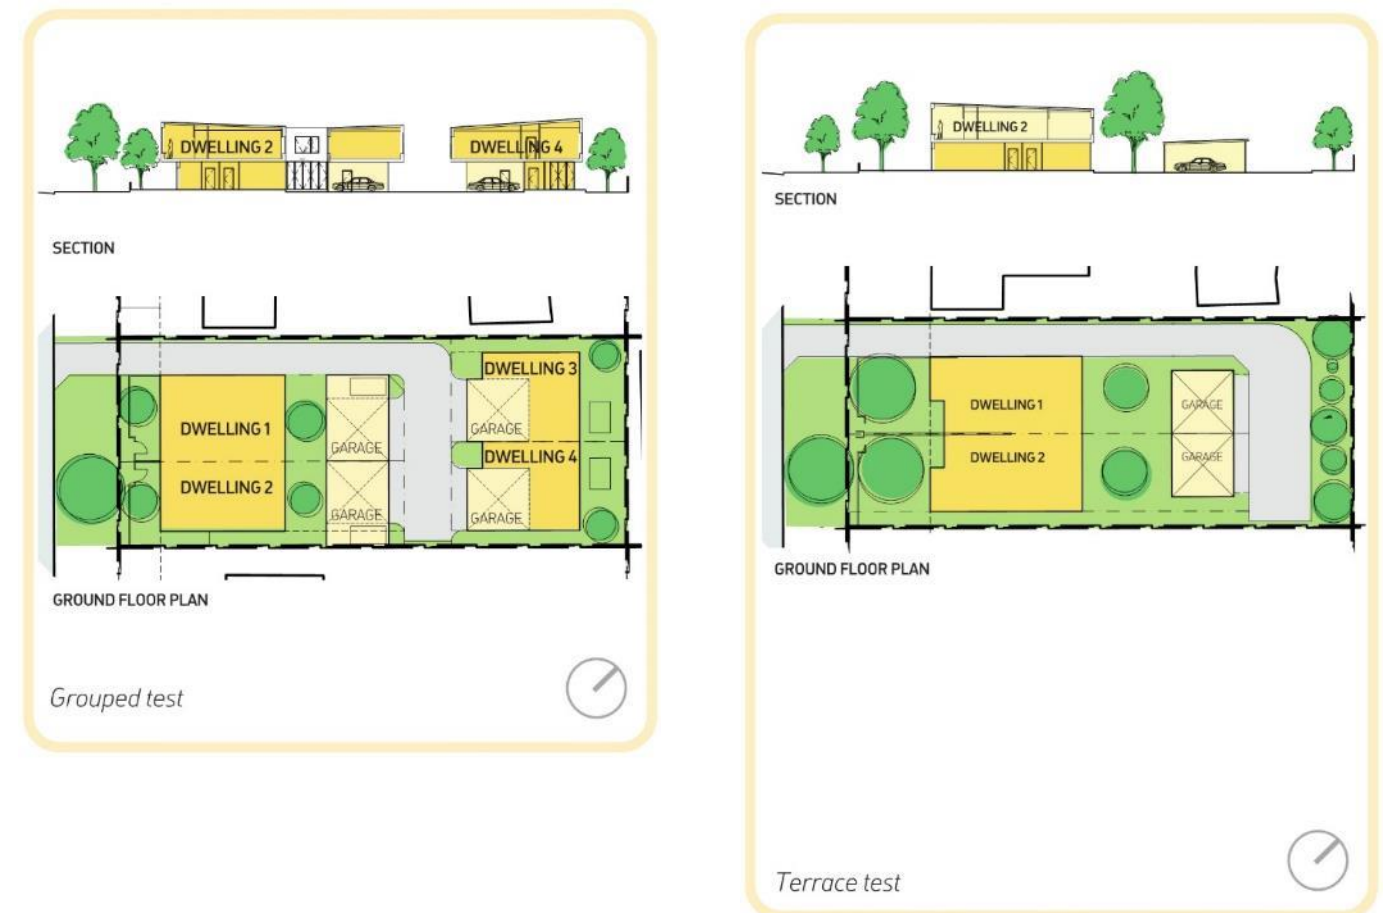 DWELLING 2
DWELLING 4
SECTION
DWELLING 3
DWELLING 1
GARAGE
GARAGE
DWELLING 4
DWELLING 2
GARAGE
GARAGE
GROUND FLOOR PLAN
Grouped test
DWELLING 2
SECTION
DWELLING 1
GARAGE
DWELLING 2
GARAGE
GROUND FLOOR PLAN
Terrace test